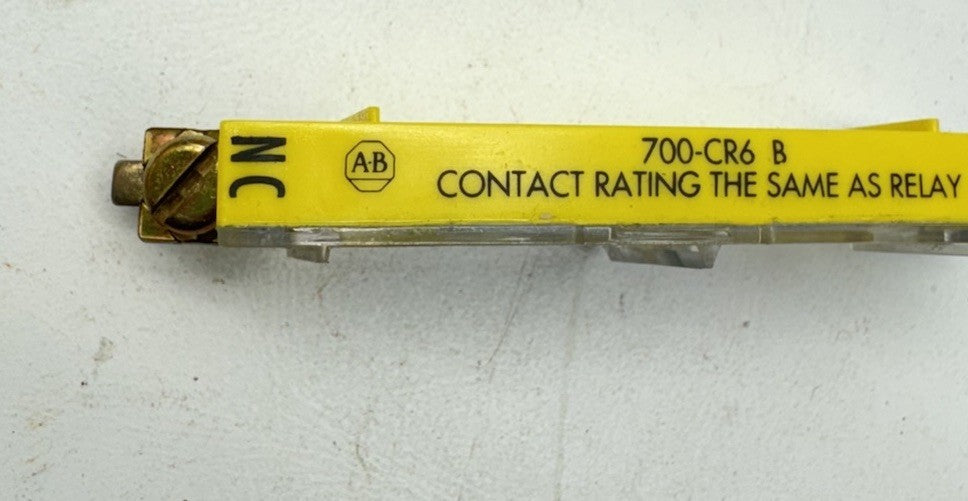 NC
A-B
700-CR6 B
CONTACT RATING THE SAME AS RELAY